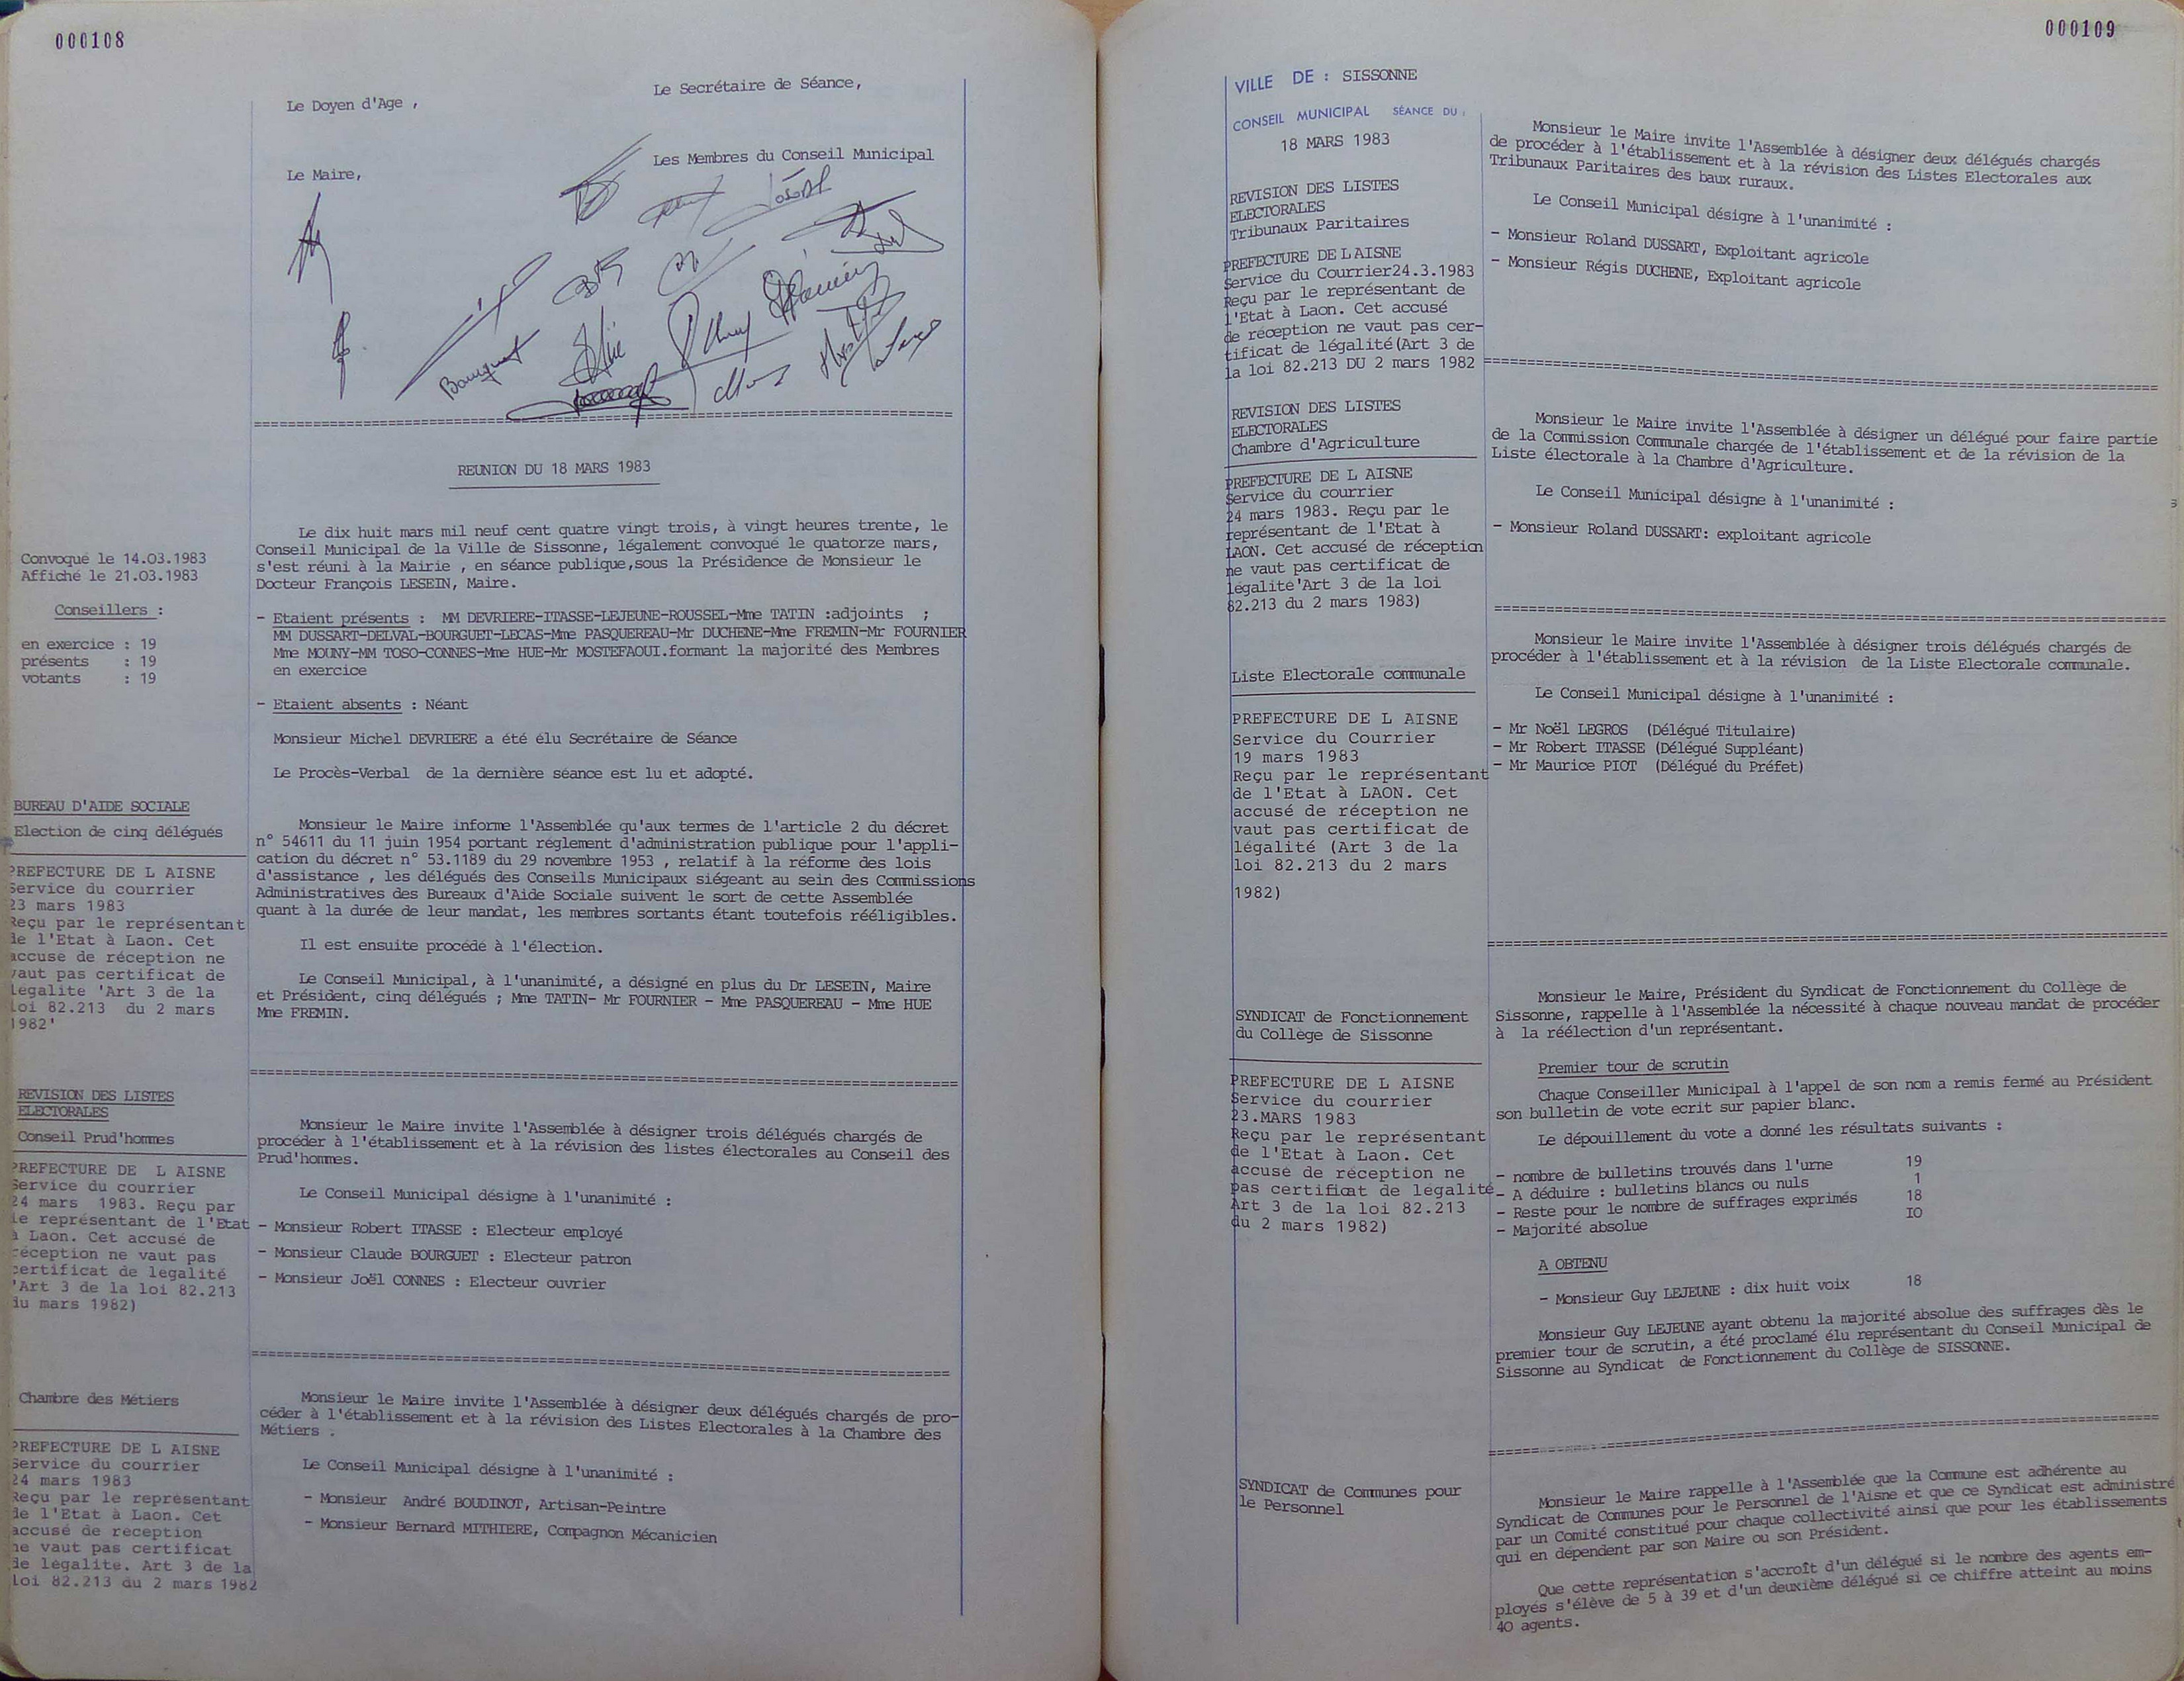 000108
Le Doyen d'Age ,
Le Secrétaire de Séance,
Le Maire,
Les Membres du Conseil Municipal
Bourguet
REUNION DU 18 MARS 1983
Convoqué le 14.03.1983
Affiché le 21.03.1983
Conseillers :
en exercice : 19
présents : 19
votants : 19
Le dix huit mars mil neuf cent quatre vingt trois, à vingt heures trente, le
Conseil Municipal de la Ville de Sissonne, légalement convoqué le quatorze mars,
s'est réuni à la Mairie , en séance publique,sous la Présidence de Monsieur le
Docteur François LESEIN, Maire.
- Etaient présents : MM DEVRIERE-ITASSE-LEJEUNE-ROUSSEL-Mme TATIN :adjoints ;
MM DUSSART-DELVAL-BOURGUET-LECAS-Mme PASQUEREAU-Mr DUCHENE-Mme FREMIN-Mr FOURNIER
Mme MOUNY-MM TOSO-CONNES-Mme HUE-Mr MOSTEFAOUI.formant la majorité des Membres
en exercice
- Etaient absents : Néant
Monsieur Michel DEVRIERE a été élu Secrétaire de Séance
Le Procès-Verbal de la dernière séance est lu et adopté.
BUREAU D'AIDE SOCIALE
Election de cinq délégués
PREFECTURE DE L AISNE
Service du courrier
23 mars 1983
Reçu par le représentant
de l'Etat à Laon. Cet
accuse de réception ne
vaut pas certificat de
Légalite 'Art 3 de la
Loi 82.213 du 2 mars
1982'
Monsieur le Maire informe l'Assemblée qu'aux termes de l'article 2 du décret
n° 54611 du 11 juin 1954 portant réglement d'administration publique pour l'appli-
cation du décret n° 53.1189 du 29 novembre 1953 , relatif à la réforme des lois
d'assistance , les délégués des Conseils Municipaux siégeant au sein des Commissions
Administratives des Bureaux d'Aide Sociale suivent le sort de cette Assemblée
quant à la durée de leur mandat, les membres sortants étant toutefois rééligibles.
Il est ensuite procédé à l'élection.
Le Conseil Municipal, à l'unanimité, a désigné en plus du Dr LESEIN, Maire
et Président, cinq délégués ; Mme TATIN- Mr FOURNIER - Mme PASQUEREAU - Mme HUE
Mme FREMIN.
REVISION DES LISTES
ELECTORALES
Conseil Prud'hommes
PREFECTURE DE L AISNE
Service du courrier
24 mars 1983. Reçu par
le représentant de l'Etat
à Laon. Cet accusé de
réception ne vaut pas
certificat de legalité
'Art 3 de la loi 82.213
du mars 1982)
Monsieur le Maire invite l'Assemblée à désigner trois délégués chargés de
procéder à l'établissement et à la révision des listes électorales au Conseil des
Prud'hommes.
Le Conseil Municipal désigne à l'unanimité :
- Monsieur Robert ITASSE : Electeur employé
- Monsieur Claude BOURGUET : Electeur patron
- Monsieur Joël CONNES : Electeur ouvrier
Chambre des Métiers
PREFECTURE DE L AISNE
Service du courrier
24 mars 1983
Reçu par le représentant
de l'Etat à Laon. Cet
accusé de réception
ne vaut pas certificat
de légalite. Art 3 de la
Loi 82.213 du 2 mars 1982
Monsieur le Maire invite l'Assemblée à désigner deux délégués chargés de pro-
céder à l'établissement et à la révision des Listes Electorales à la Chambre des
Métiers .
Le Conseil Municipal désigne à l'unanimité :
- Monsieur André BOUDINOT, Artisan-Peintre
- Monsieur Bernard MITHIERE, Compagnon Mécanicien
000109
VILLE DE : SISSONNE
CONSEIL MUNICIPAL SÉANCE DU :
18 MARS 1983
REVISION DES LISTES
ELECTORALES
Tribunaux Paritaires
PREFECTURE DE LAISNE
Service du Courrier24.3.1983
Reçu par le représentant de
l'Etat à Laon. Cet accusé
de réception ne vaut pas cer-
tificat de légalité(Art 3 de
la loi 82.213 DU 2 mars 1982
Monsieur le Maire invite l'Assemblée à désigner deux délégués chargés
de procéder à l'établissement et à la révision des Listes Electorales aux
Tribunaux Paritaires des baux ruraux.
Le Conseil Municipal désigne à l'unanimité :
- Monsieur Roland DUSSART, Exploitant agricole
- Monsieur Régis DUCHENE, Exploitant agricole
REVISION DES LISTES
ELECTORALES
Chambre d'Agriculture
PREFECTURE DE L AISNE
Service du courrier
24 mars 1983. Reçu par le
représentant de l'Etat à
LAON. Cet accusé de réception
ne vaut pas certificat de
légalité'Art 3 de la loi
82.213 du 2 mars 1983)
Monsieur le Maire invite l'Assemblée à désigner un délégué pour faire partie
de la Commission Communale chargée de l'établissement et de la révision de la
Liste électorale à la Chambre d'Agriculture.
Le Conseil Municipal désigne à l'unanimité :
- Monsieur Roland DUSSART: exploitant agricole
Liste Electorale communale
PREFECTURE DE L AISNE
Service du Courrier
19 mars 1983
Reçu par le représentant
de l'Etat à LAON. Cet
accusé de réception ne
vaut pas certificat de
légalité (Art 3 de la
loi 82.213 du 2 mars
1982)
Monsieur le Maire invite l'Assemblée à désigner trois délégués chargés de
procéder à l'établissement et à la révision de la Liste Electorale communale.
Le Conseil Municipal désigne à l'unanimité :
- Mr Noël LEGROS (Délégué Titulaire)
- Mr Robert ITASSE (Délégué Suppléant)
- Mr Maurice PIOT (Délégué du Préfet)
SYNDICAT de Fonctionnement
du Collège de Sissonne
PREFECTURE DE L AISNE
Service du courrier
23.MARS 1983
Reçu par le représentant
de l'Etat à Laon. Cet
accusé de réception ne
pas certificat de légalité
Art 3 de la loi 82.213
du 2 mars 1982)
Monsieur le Maire, Président du Syndicat de Fonctionnement du Collège de
Sissonne, rappelle à l'Assemblée la nécessité à chaque nouveau mandat de procéder
à la réélection d'un représentant.
Premier tour de scrutin
Chaque Conseiller Municipal à l'appel de son nom a remis fermé au Président
son bulletin de vote ecrit sur papier blanc.
Le dépouillement du vote a donné les résultats suivants :
- nombre de bulletins trouvés dans l'urne 19
- A déduire : bulletins blancs ou nuls 1
- Reste pour le nombre de suffrages exprimés 18
- Majorité absolue IO
A OBTENU
- Monsieur Guy LEJEUNE : dix huit voix 18
Monsieur Guy LEJEUNE ayant obtenu la majorité absolue des suffrages dès le
premier tour de scrutin, a été proclamé élu représentant du Conseil Municipal de
Sissonne au Syndicat de Fonctionnement du Collège de SISSONNE.
SYNDICAT de Communes pour
le Personnel
Monsieur le Maire rappelle à l'Assemblée que la Commune est adhérente au
Syndicat de Communes pour le Personnel de l'Aisne et que ce Syndicat est administré
par un Comité constitué pour chaque collectivité ainsi que pour les établissements
qui en dépendent par son Maire ou son Président.
Que cette représentation s'accroît d'un délégué si le nombre des agents em-
ployés s'élève de 5 à 39 et d'un deuxième délégué si ce chiffre atteint au moins
40 agents.